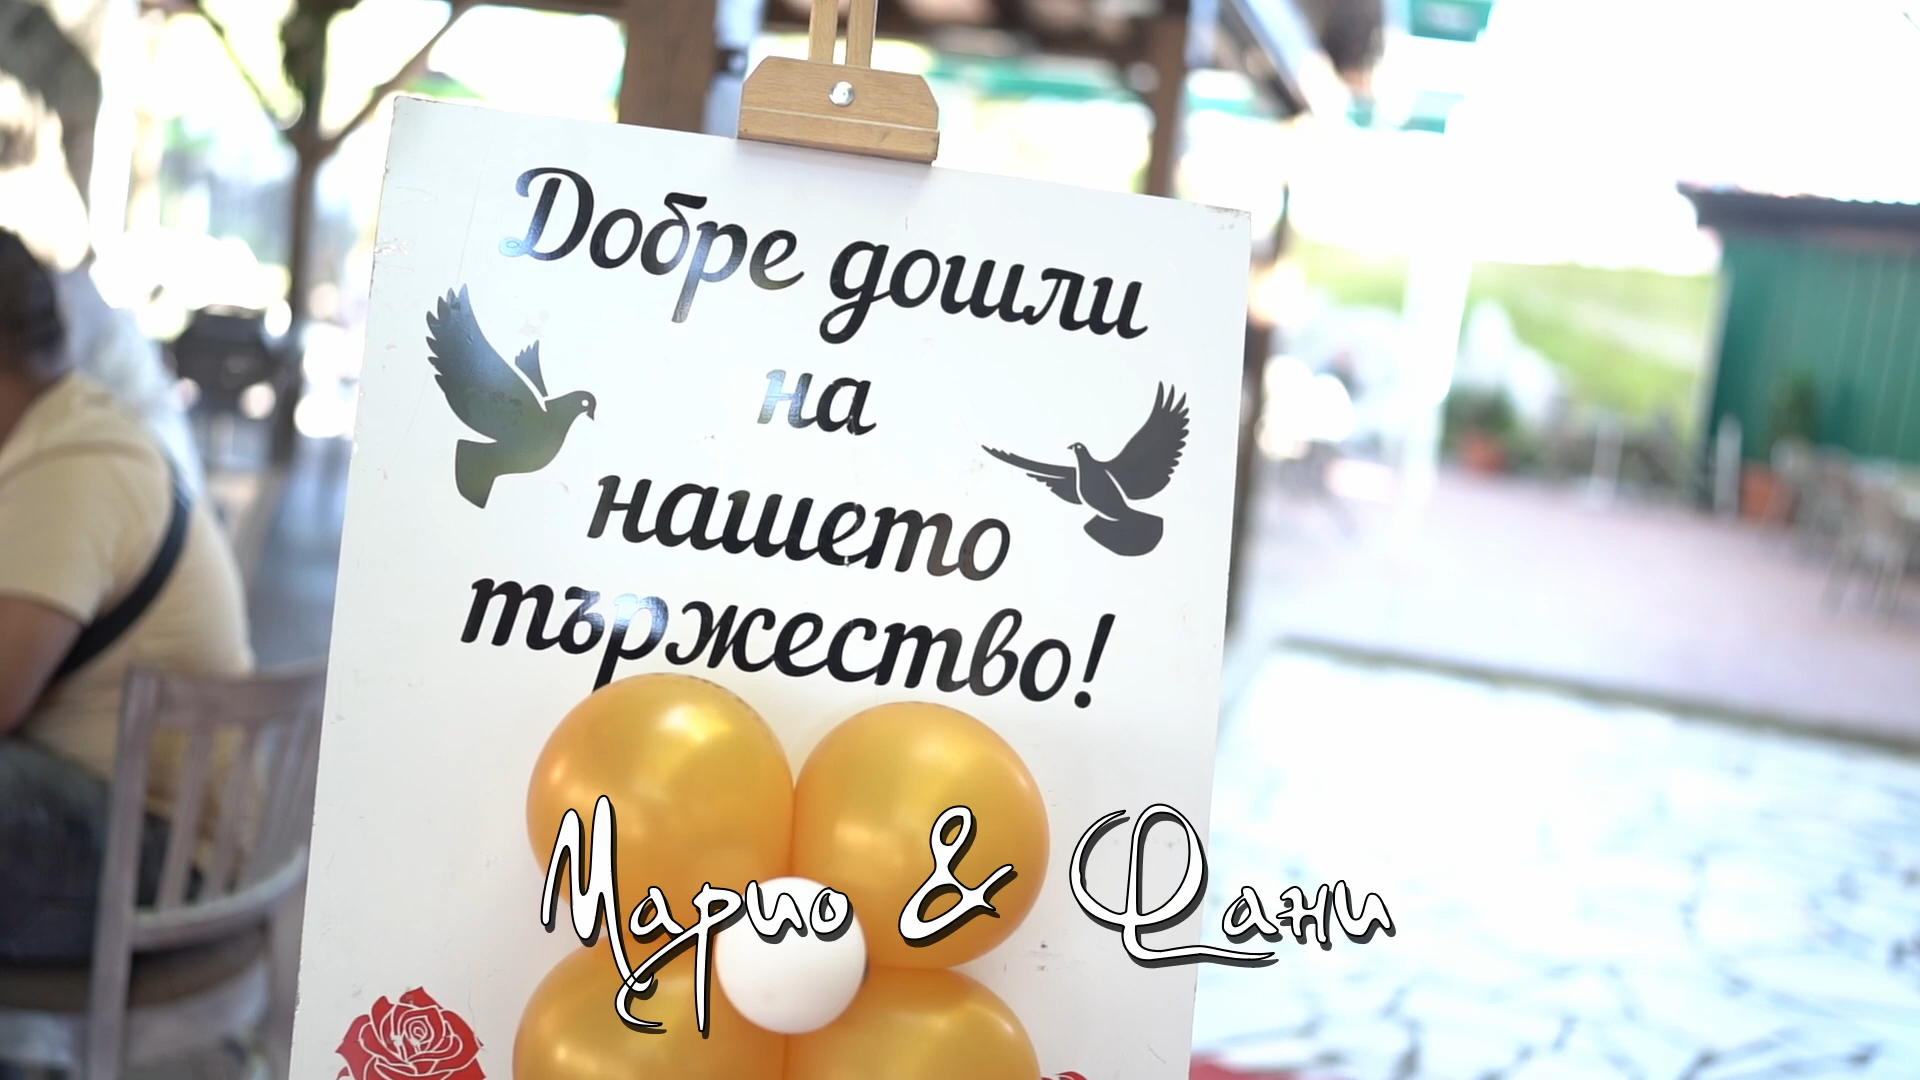 Добре дошли
на
нашето
тържество!
Марио & Фани